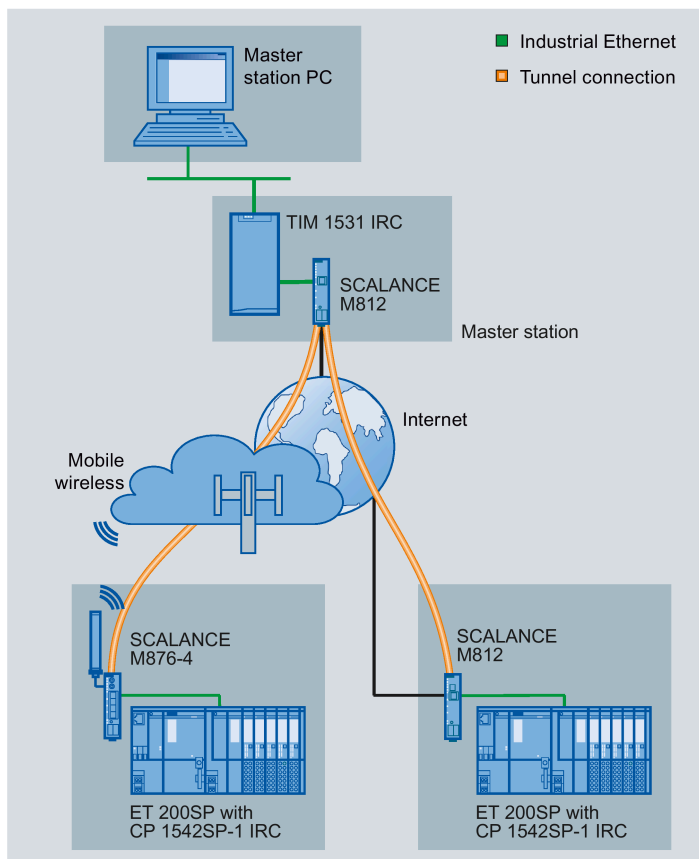 Master
station PC
Industrial Ethernet
Tunnel connection
TIM 1531 IRC
SCALANCE
M812
Master station
Internet
Mobile
wireless
SCALANCE
M876-4
SCALANCE
M812
ET 200SP with
CP 1542SP-1 IRC
ET 200SP with
CP 1542SP-1 IRC